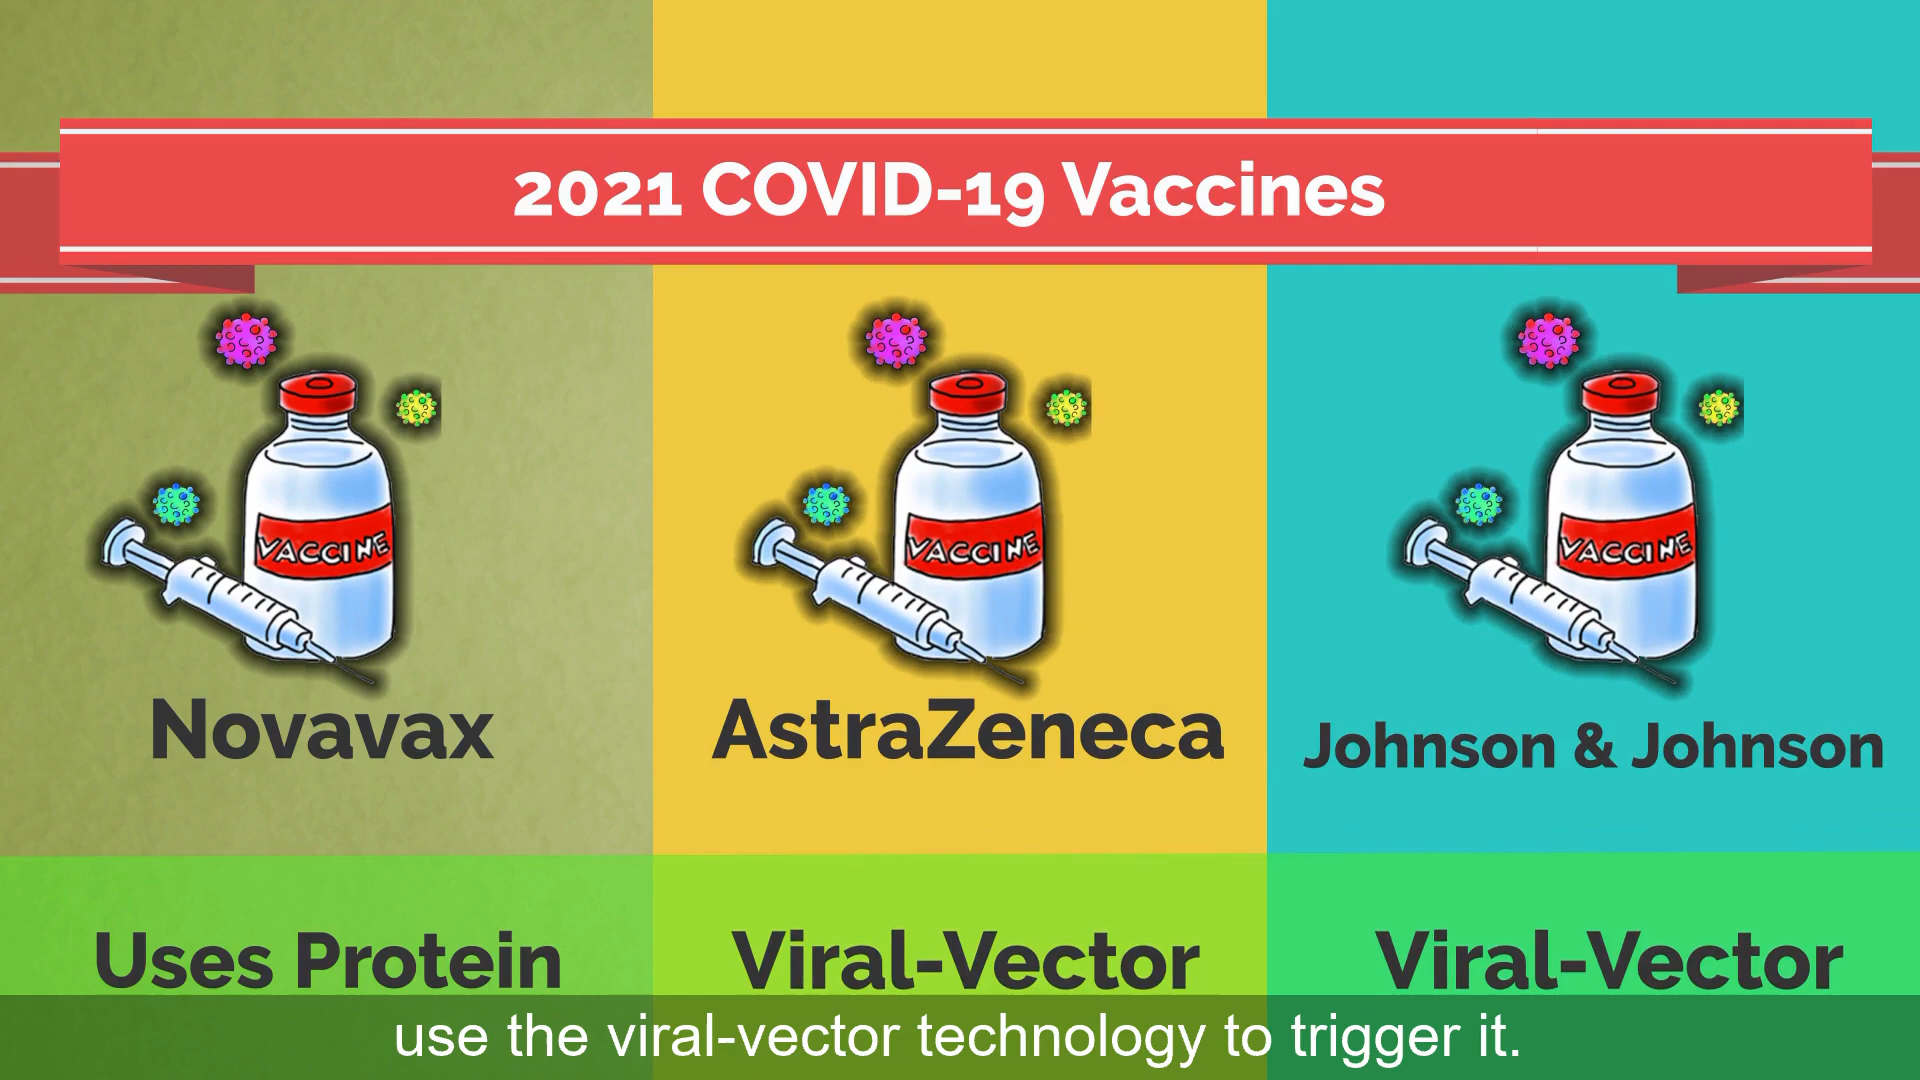 2021 COVID-19 Vaccines
VACCINE
VACCINE
VACCINE
Novavax
AstraZeneca
Johnson & Johnson
Uses Protein
Viral-Vector
Viral-Vector
use the viral-vector technology to trigger it.